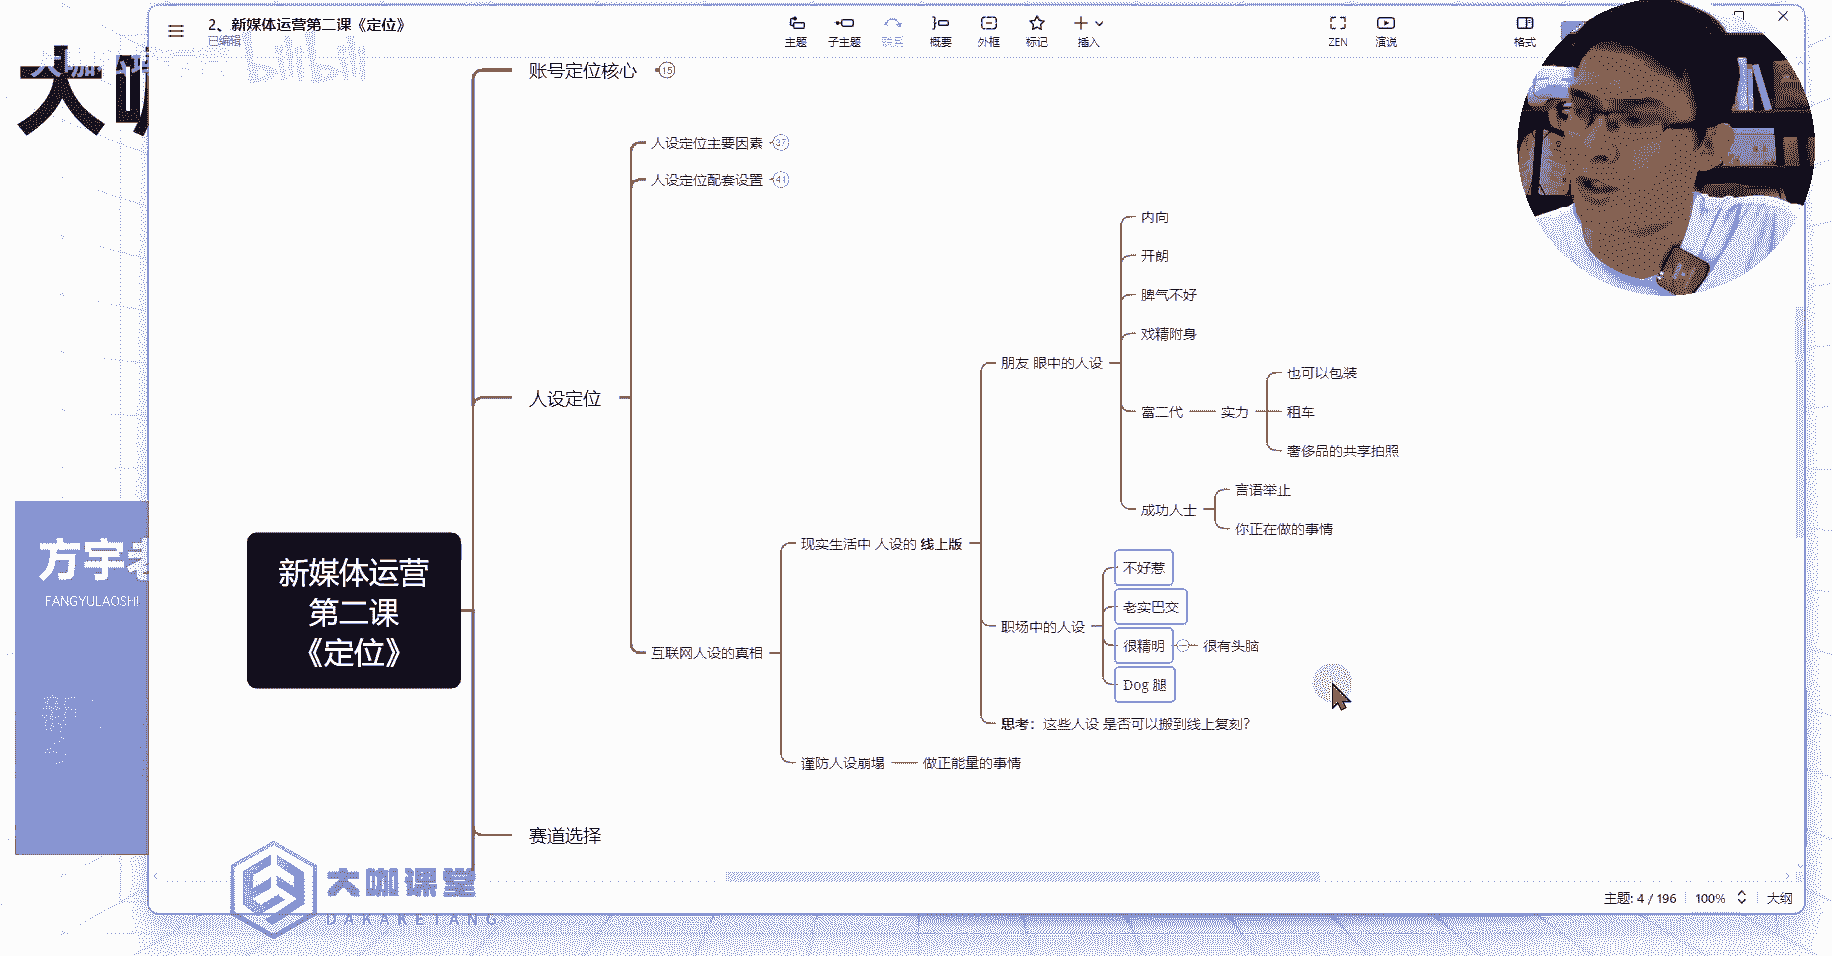 2、新媒体运营第二课《定位》
已编辑
主题
子主题
联系
概要
外框
标记
插入
ZEN
演说
格式
大咖
bilibili
账号定位核心
15
人设定位主要因素
37
人设定位配套设置
41
内向
开朗
脾气不好
戏精附身
朋友 眼中的人设
也可以包装
人设定位
富二代
实力
租车
奢侈品的共享拍照
言语举止
成功人士
你正在做的事情
方宇老
FANGYULAOSHI
现实生活中 人设的 线上版
不好惹
新媒体运营
第二课
《定位》
老实巴交
职场中的人设
互联网人设的真相
很精明
很有头脑
Dog 腿
思考：这些人设 是否可以搬到线上复刻？
谨防人设崩塌
做正能量的事情
赛道选择
大咖课堂
DAKAKETANG
主题: 4 / 196
100%
大纲